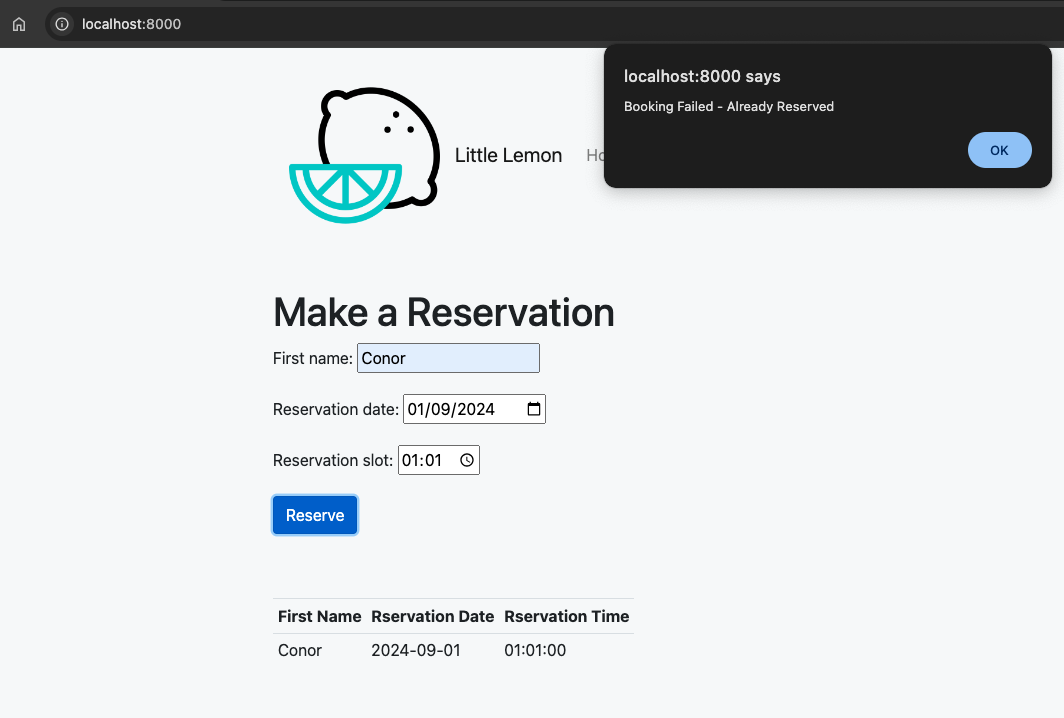 localhost:8000
localhost:8000 says
Booking Failed - Already Reserved
OK
Little Lemon
Make a Reservation
First name: Conor
Reservation date: 01/09/2024
Reservation slot: 01:01
Reserve
First Name Rservation Date Rservation Time
Conor 2024-09-01 01:01:00